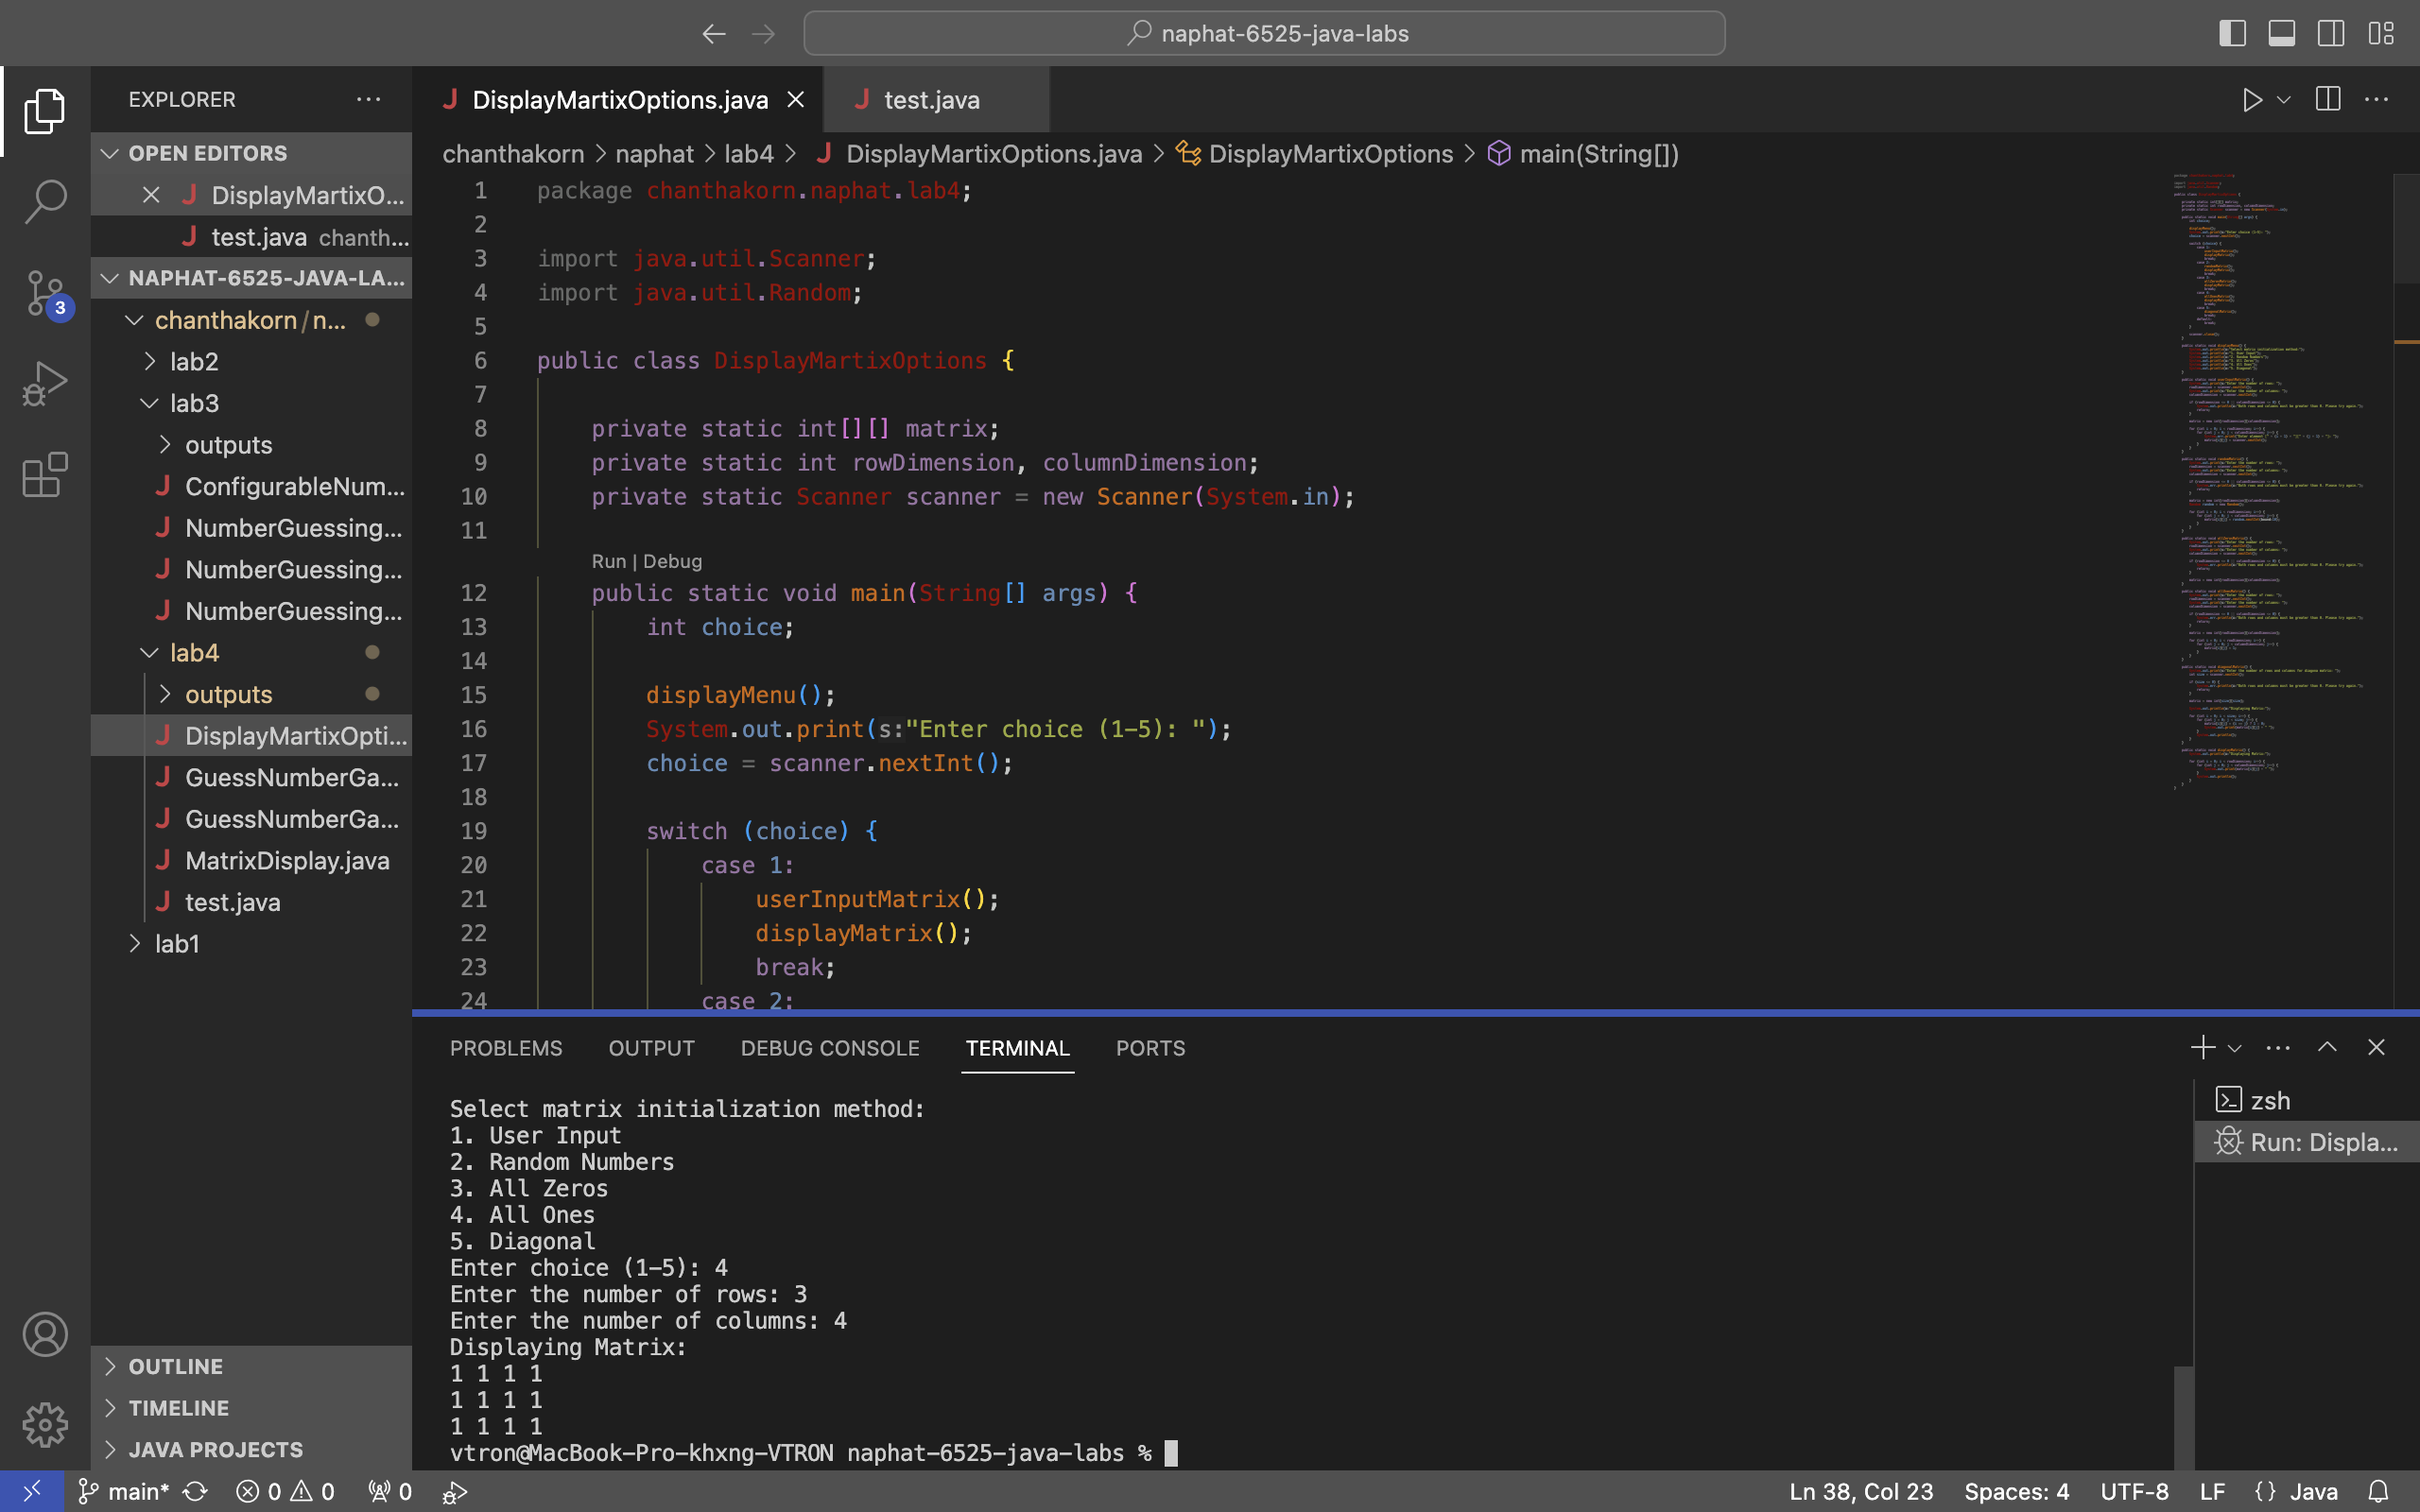 naphat-6525-java-labs
EXPLORER
OPEN EDITORS
DisplayMartixO...
test.java chanth...
NAPHAT-6525-JAVA-LA...
chanthakorn/n...
lab2
lab3
outputs
ConfigurableNum...
NumberGuessing...
NumberGuessing...
NumberGuessing...
lab4
outputs
DisplayMartixOpti...
GuessNumberGa...
GuessNumberGa...
MatrixDisplay.java
test.java
lab1
OUTLINE
TIMELINE
JAVA PROJECTS
3
DisplayMartixOptions.java
test.java
chanthakorn > naphat > lab4 > DisplayMartixOptions.java > DisplayMartixOptions > main(String[])
1 package chanthakorn.naphat.lab4;
2
3 import java.util.Scanner;
4 import java.util.Random;
5
6 public class DisplayMartixOptions {
7
8 private static int[][] matrix;
9 private static int rowDimension, columnDimension;
10 private static Scanner scanner = new Scanner(System.in);
11
Run | Debug
12 public static void main(String[] args) {
13 int choice;
14
15 displayMenu();
16 System.out.print(s:"Enter choice (1-5): ");
17 choice = scanner.nextInt();
18
19 switch (choice) {
20 case 1:
21 userInputMatrix();
22 displayMatrix();
23 break;
24 case 2:
PROBLEMS OUTPUT DEBUG CONSOLE TERMINAL PORTS
Select matrix initialization method:
1. User Input
2. Random Numbers
3. All Zeros
4. All Ones
5. Diagonal
Enter choice (1-5): 4
Enter the number of rows: 3
Enter the number of columns: 4
Displaying Matrix:
1 1 1 1
1 1 1 1
1 1 1 1
vtron@MacBook-Pro-khxng-VTRON naphat-6525-java-labs %
zsh
Run: Displa...
main* 0 0 0 Ln 38, Col 23 Spaces: 4 UTF-8 LF {} Java